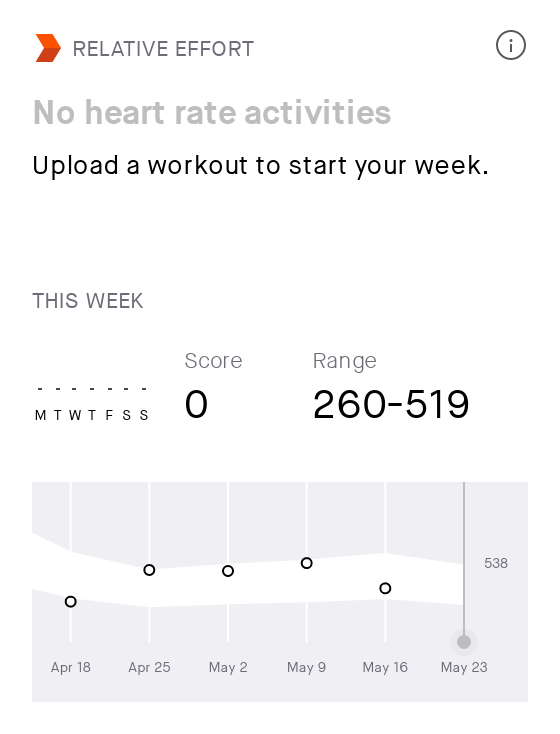 RELATIVE EFFORT
No heart rate activities
Upload a workout to start your week.
THIS WEEK
Score Range
- - - - - - -
M T W T F S S
0 260-519
538
Apr 18 Apr 25 May 2 May 9 May 16 May 23